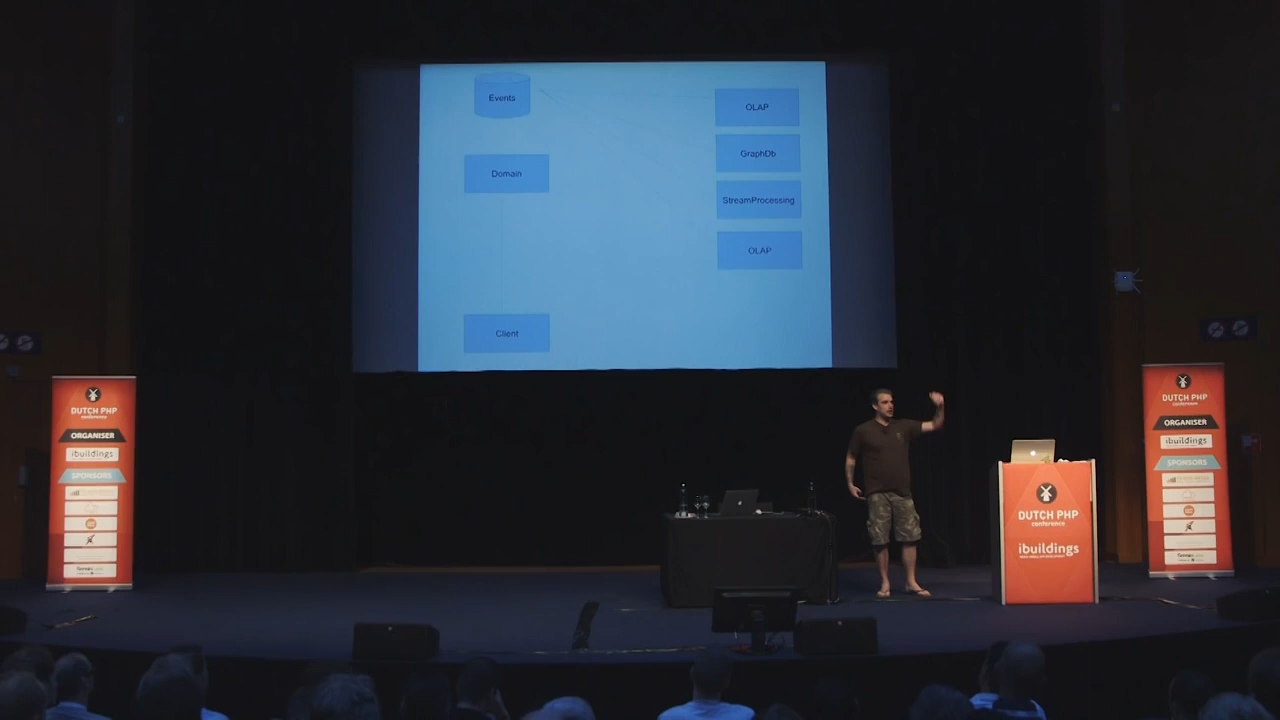 Events
OLAP
GraphDb
Domain
StreamProcessing
OLAP
Client
DUTCH PHP
conference
ORGANISER
ibuildings
SPONSORS
DUTCH PHP
conference
ibuildings
DUTCH PHP
conference
ORGANISER
ibuildings
SPONSORS